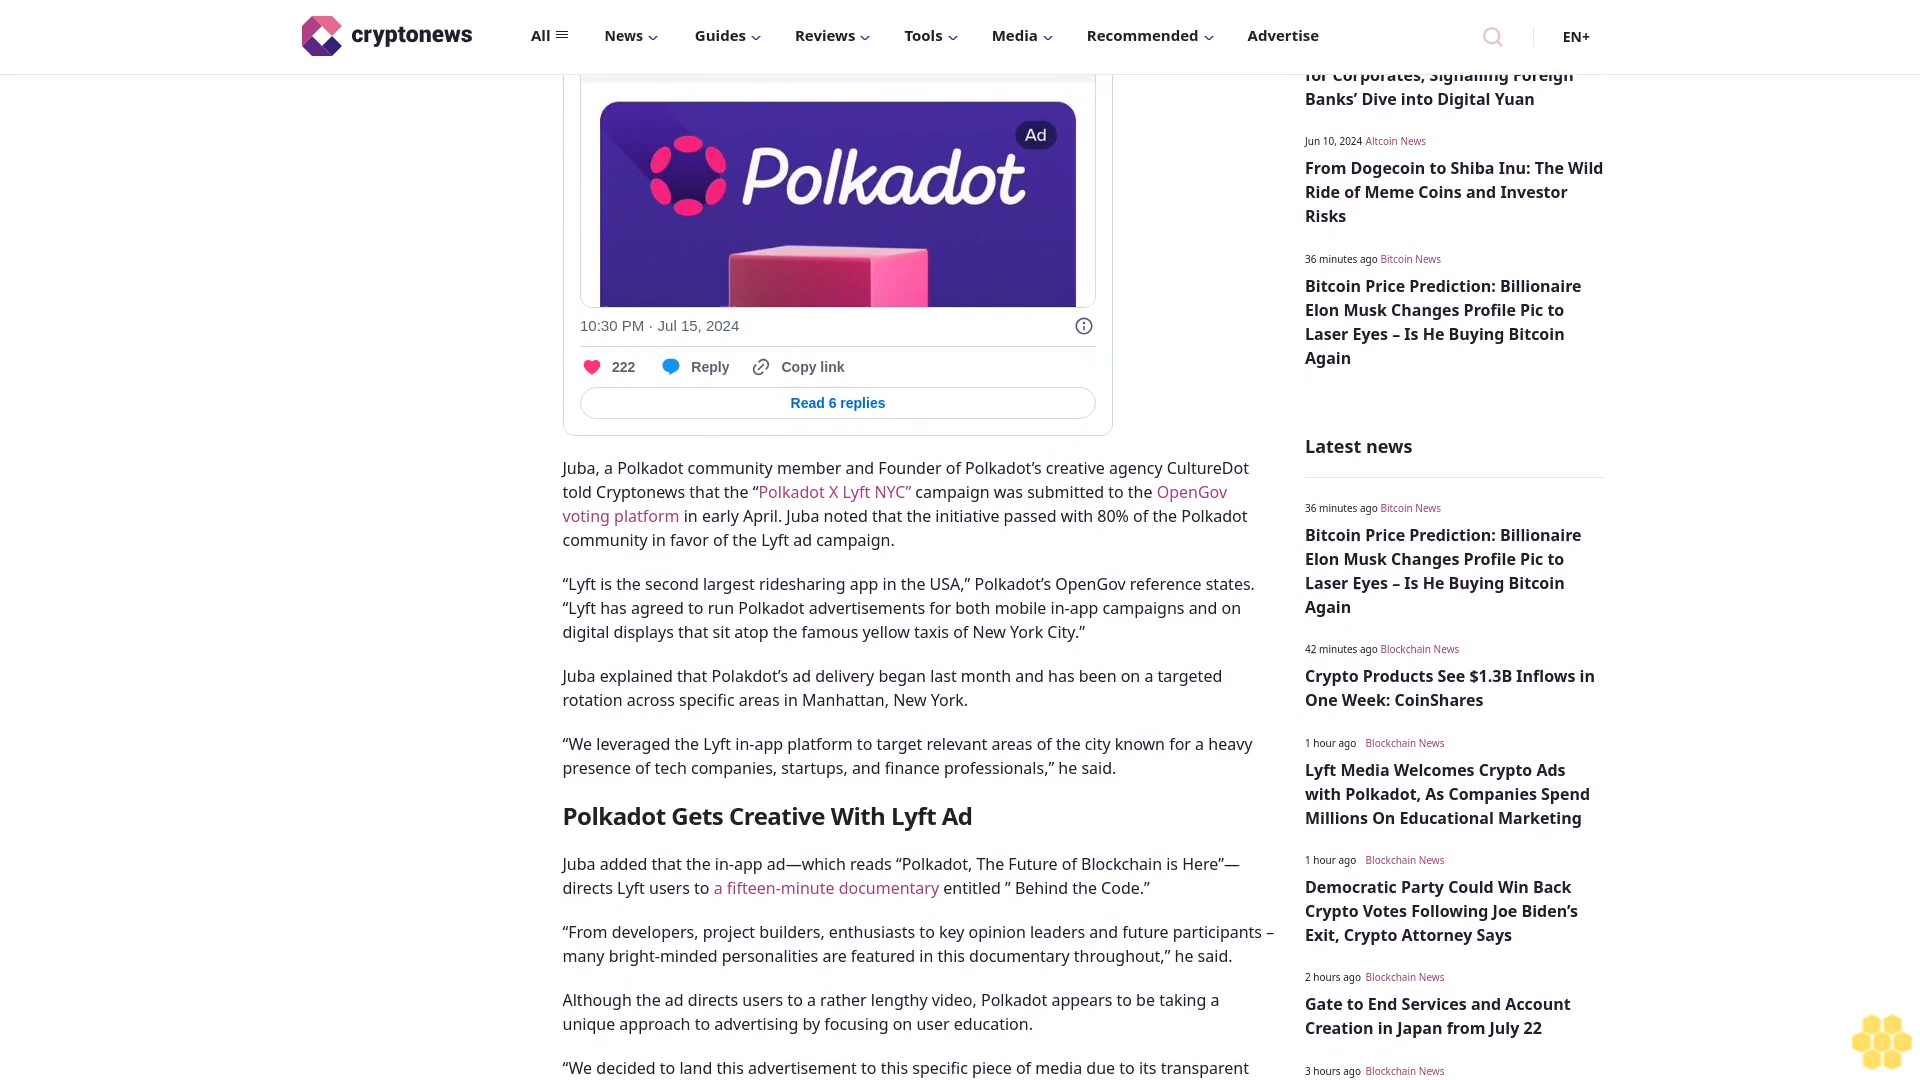 cryptonews
All
News
Guides
Reviews
Tools
Media
Recommended
Advertise
EN+
Ad
Polkadot
10:30 PM · Jul 15, 2024
222
Reply
Copy link
Read 6 replies
Juba, a Polkadot community member and Founder of Polkadot’s creative agency CultureDot
told Cryptonews that the “Polkadot X Lyft NYC” campaign was submitted to the OpenGov
voting platform in early April. Juba noted that the initiative passed with 80% of the Polkadot
community in favor of the Lyft ad campaign.
“Lyft is the second largest ridesharing app in the USA,” Polkadot’s OpenGov reference states.
“Lyft has agreed to run Polkadot advertisements for both mobile in-app campaigns and on
digital displays that sit atop the famous yellow taxis of New York City.”
Juba explained that Polakdot’s ad delivery began last month and has been on a targeted
rotation across specific areas in Manhattan, New York.
“We leveraged the Lyft in-app platform to target relevant areas of the city known for a heavy
presence of tech companies, startups, and finance professionals,” he said.
Polkadot Gets Creative With Lyft Ad
Juba added that the in-app ad—which reads “Polkadot, The Future of Blockchain is Here”—
directs Lyft users to a fifteen-minute documentary entitled ” Behind the Code.”
“From developers, project builders, enthusiasts to key opinion leaders and future participants –
many bright-minded personalities are featured in this documentary throughout,” he said.
Although the ad directs users to a rather lengthy video, Polkadot appears to be taking a
unique approach to advertising by focusing on user education.
“We decided to land this advertisement to this specific piece of media due to its transparent
for Corporates, Signalling Foreign
Banks’ Dive into Digital Yuan
Jun 10, 2024 Altcoin News
From Dogecoin to Shiba Inu: The Wild
Ride of Meme Coins and Investor
Risks
36 minutes ago Bitcoin News
Bitcoin Price Prediction: Billionaire
Elon Musk Changes Profile Pic to
Laser Eyes – Is He Buying Bitcoin
Again
Latest news
36 minutes ago Bitcoin News
Bitcoin Price Prediction: Billionaire
Elon Musk Changes Profile Pic to
Laser Eyes – Is He Buying Bitcoin
Again
42 minutes ago Blockchain News
Crypto Products See $1.3B Inflows in
One Week: CoinShares
1 hour ago Blockchain News
Lyft Media Welcomes Crypto Ads
with Polkadot, As Companies Spend
Millions On Educational Marketing
1 hour ago Blockchain News
Democratic Party Could Win Back
Crypto Votes Following Joe Biden’s
Exit, Crypto Attorney Says
2 hours ago Blockchain News
Gate to End Services and Account
Creation in Japan from July 22
3 hours ago Blockchain News